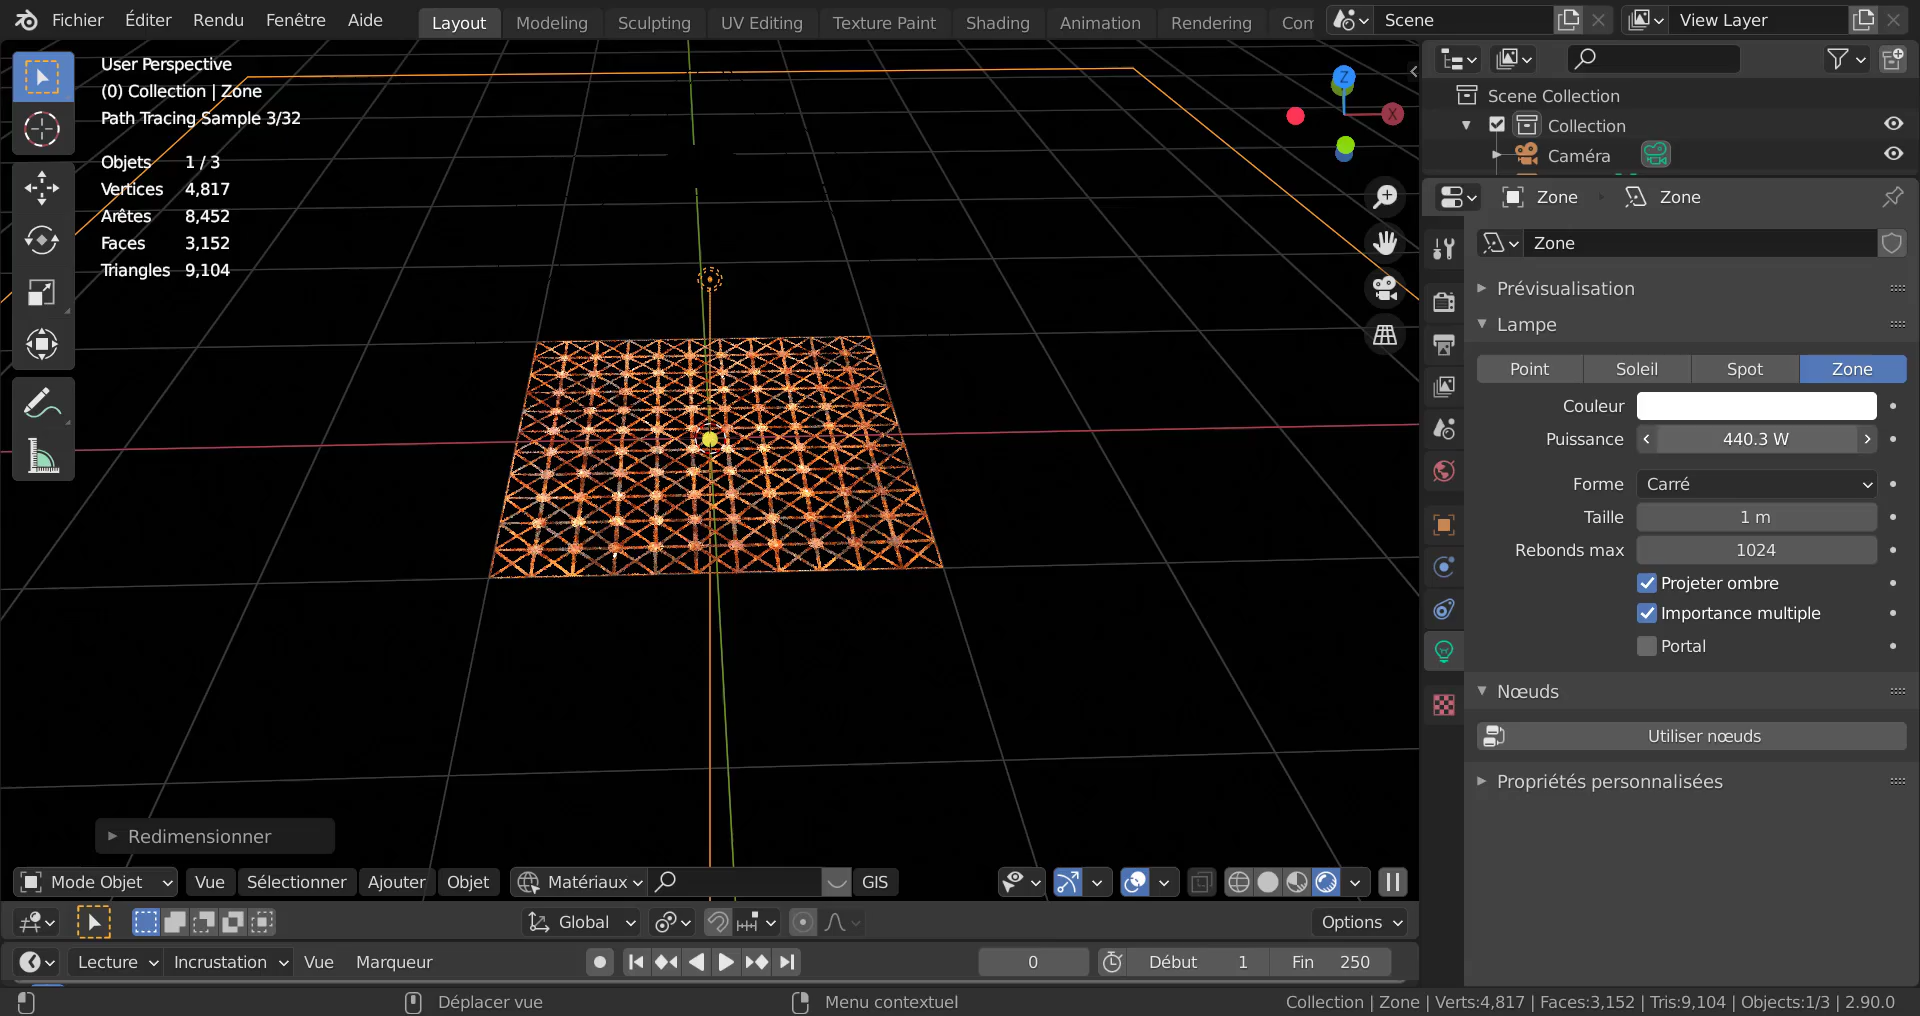 Fichier Éditer Rendu Fenêtre Aide Layout Modeling Sculpting UV Editing Texture Paint Shading Animation Rendering Com Scene View Layer
User Perspective
(0) Collection | Zone
Path Tracing Sample 3/32
Objets 1 / 3
Vertices 4,817
Arêtes 8,452
Faces 3,152
Triangles 9,104
Z
X
Scene Collection
Collection
Caméra
Zone Zone
Zone
Prévisualisation
Lampe
Point Soleil Spot Zone
Couleur
Puissance 440.3 W
Forme Carré
Taille 1 m
Rebonds max 1024
Projeter ombre
Importance multiple
Portal
Nœuds
Utiliser nœuds
Propriétés personnalisées
Redimensionner
Mode Objet Vue Sélectionner Ajouter Objet Matériaux GIS
Global Options
Lecture Incrustation Vue Marqueur 0 Début 1 Fin 250
Déplacer vue Menu contextuel Collection | Zone | Verts:4,817 | Faces:3,152 | Tris:9,104 | Objects:1/3 | 2.90.0